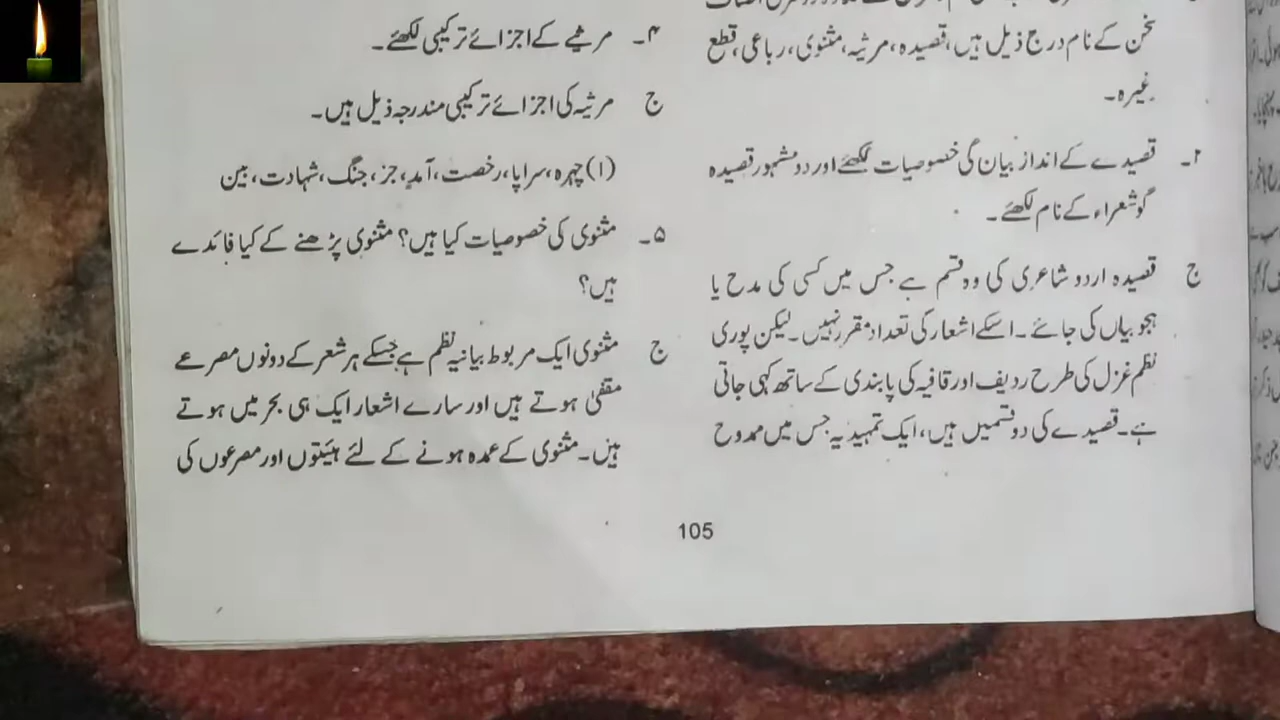 سخن کے نام درج ذیل ہیں، قصیدہ، مرثیہ، مثنوی، رباعی، قطع
غیرہ۔
۲۔ قصیدے کے انداز بیان کی خصوصیات لکھئے اور دو مشہور قصیدہ
گو شعراء کے نام لکھئے۔
ج قصیدہ اردو شاعری کی وہ قسم ہے جس میں کسی کی مدح یا
ہجو بیاں کی جائے۔ اسکے اشعار کی تعداد مقرر نہیں۔ لیکن پوری
نظم غزل کی طرح ردیف اور قافیہ کی پابندی کے ساتھ کہی جاتی
ہے۔ قصیدے کی دو قسمیں ہیں، ایک تمہیدیہ جس میں ممدوح
۴۔ مرثیے کے اجزائے ترکیبی لکھئے۔
ج مرثیہ کی اجزائے ترکیبی مندرجہ ذیل ہیں۔
(۱) چہرہ، سراپا، رخصت، آمد، جز، جنگ، شہادت، بین
۵۔ مثنوی کی خصوصیات کیا ہیں؟ مثنوی پڑھنے کے کیا فائدے
ہیں؟
ج مثنوی ایک مربوط بیانیہ نظم ہے جسکے ہر شعر کے دونوں مصرعے
مقفیٰ ہوتے ہیں اور سارے اشعار ایک ہی بحر میں ہوتے
ہیں۔ مثنوی کے عمدہ ہونے کے لئے ہیئتوں اور مصرعوں کی
105